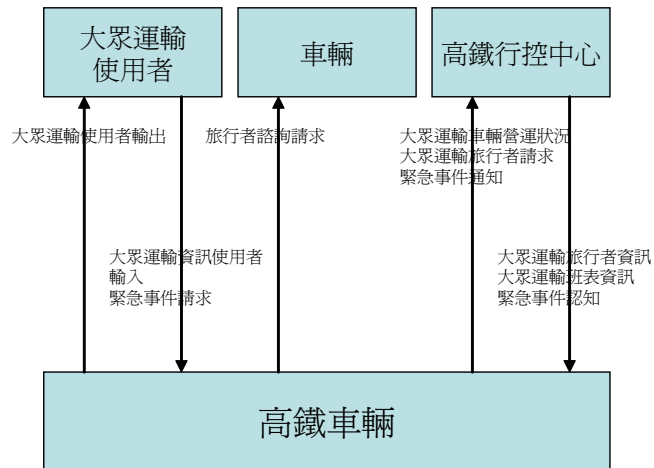 大眾運輸
使用者
車輛
高鐵行控中心
大眾運輸使用者輸出
旅行者諮詢請求
大眾運輸車輛營運狀況
大眾運輸旅行者請求
緊急事件通知
大眾運輸資訊使用者
輸入
緊急事件請求
大眾運輸旅行者資訊
大眾運輸班表資訊
緊急事件認知
高鐵車輛